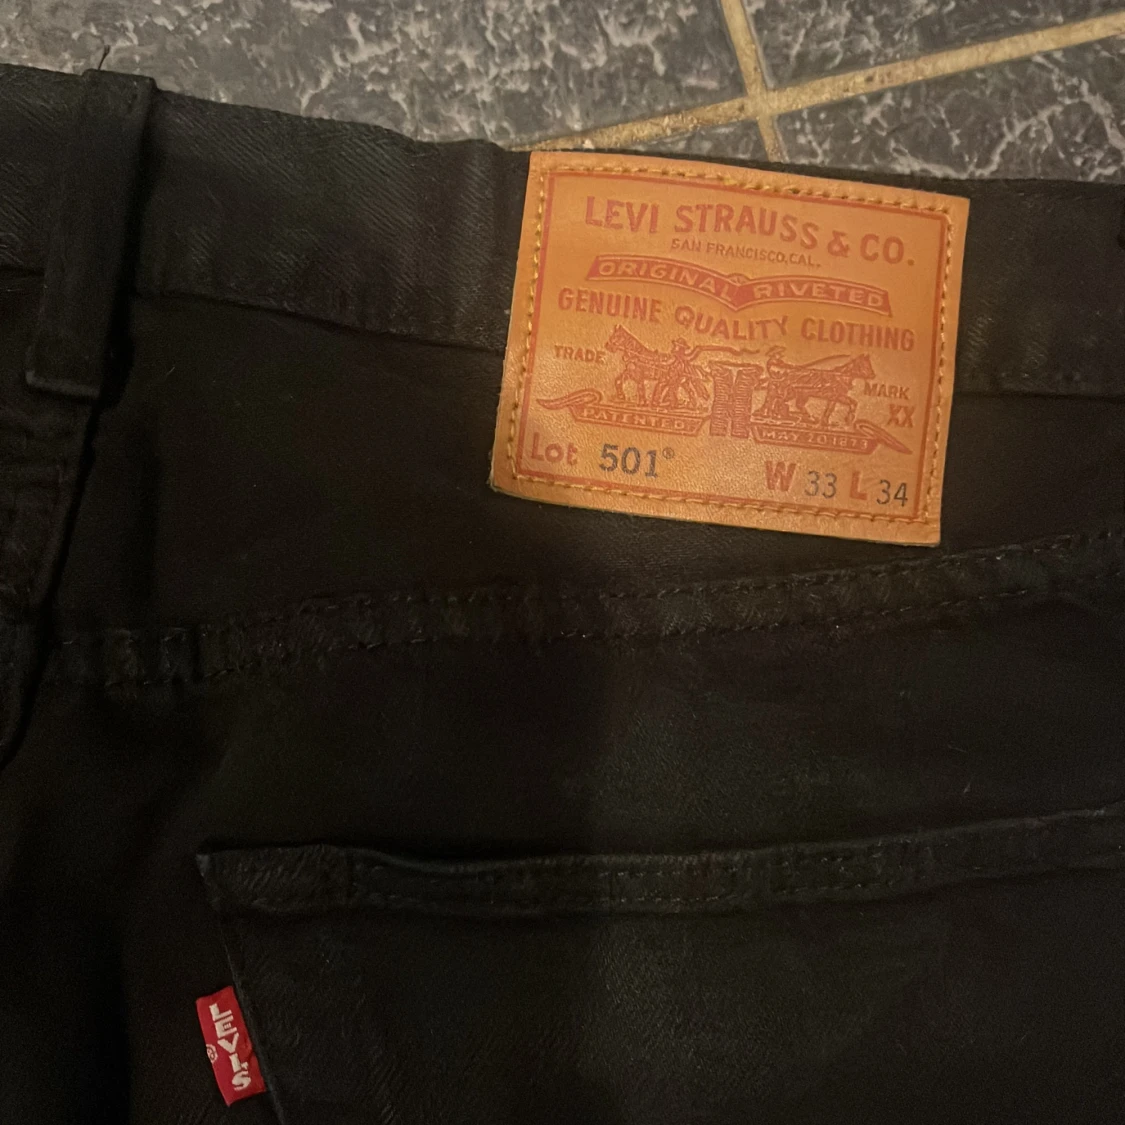 LEVI STRAUSS & CO.
SAN FRANCISCO, CAL.
ORIGINAL RIVETED
GENUINE QUALITY CLOTHING
TRADE MARK
XX
PATENTED MAY 20 1873
Lot 501® W 33 L 34
LEVI'S
®